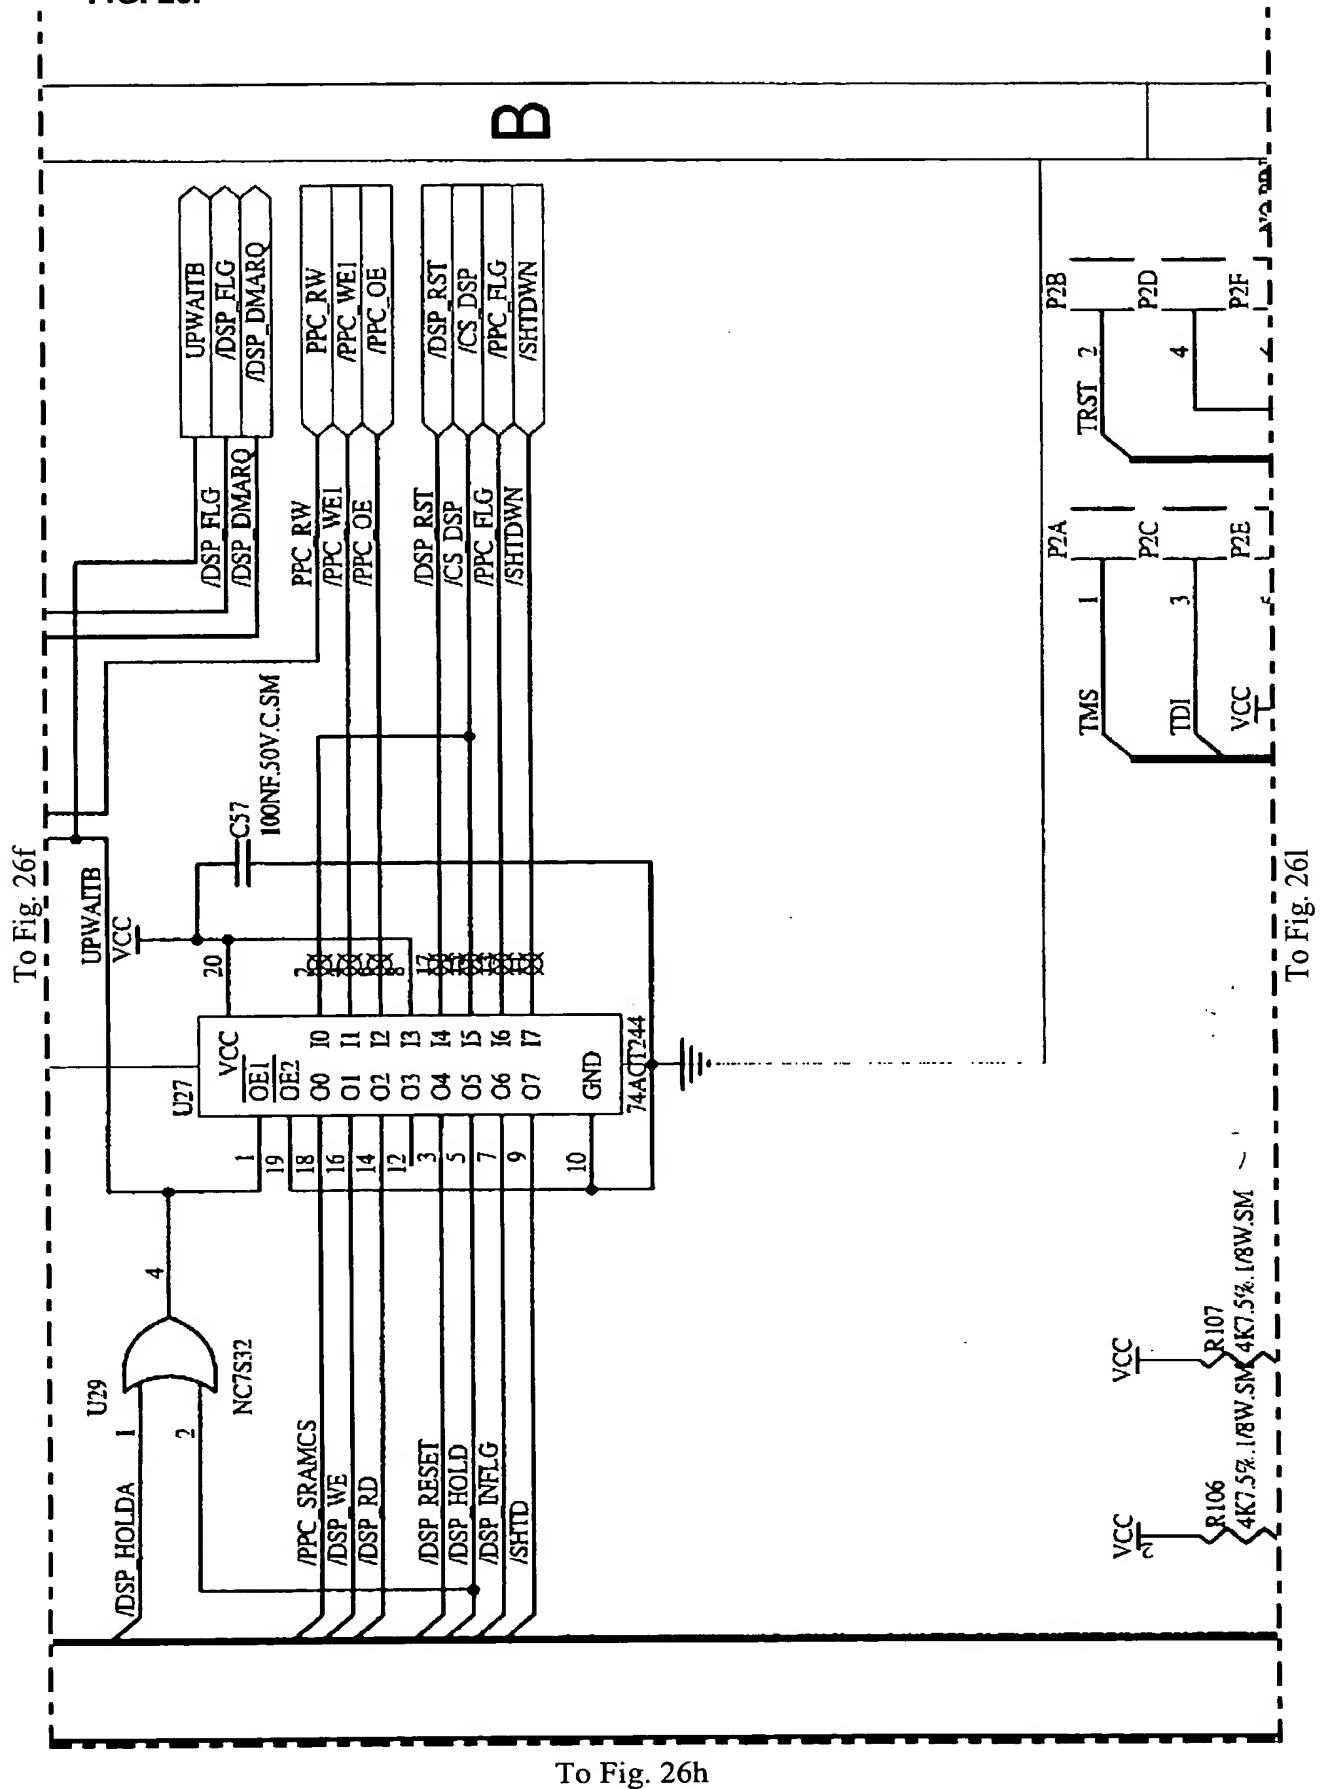 B
UPWAITB
/DSP_FLG
/DSP_DMARQ
PPC_RW
/PPC_WE1
/PPC_OE
/DSP_RST
/CS_DSP
/PPC_FLG
/SHTDWN
/DSP_FLG
/DSP_DMARQ
PPC_RW
/PPC_WE1
/PPC_OE
/DSP_RST
/CS_DSP
/PPC_FLG
/SHTDWN
P2B
P2D
P2F
2
4
TRST
P2A
P2C
P2E
1
3
TMS
TDI
VCC
To Fig. 26f
To Fig. 26l
C57
100NF.50V.C.SM
UPWAITB
VCC
20
2
8
17
U27
VCC
OE1
OE2
O0 I0
O1 I1
O2 I2
O3 I3
O4 I4
O5 I5
O6 I6
O7 I7
GND
74ACT244
1
19
18
16
14
12
3
5
7
9
10
4
U29
NC7S32
1
2
/DSP_HOLDA
/PPC_SRAMCS
/DSP_WE
/DSP_RD
/DSP_RESET
/DSP_HOLD
/DSP_INFLG
/SHTD
VCC
R107
4K7.5%.1/8W.SM
VCC
R106
4K7.5%.1/8W.SM
To Fig. 26h